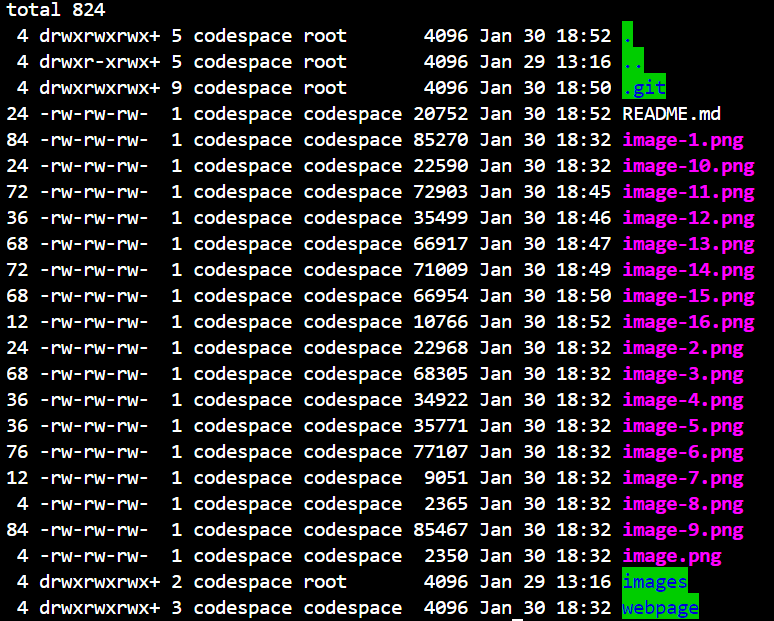 total 824
 4 drwxrwxrwx+ 5 codespace root       4096 Jan 30 18:52 .
 4 drwxr-xrwx+ 5 codespace root       4096 Jan 29 13:16 ..
 4 drwxrwxrwx+ 9 codespace root       4096 Jan 30 18:50 .git
24 -rw-rw-rw-  1 codespace codespace 20752 Jan 30 18:52 README.md
84 -rw-rw-rw-  1 codespace codespace 85270 Jan 30 18:32 image-1.png
24 -rw-rw-rw-  1 codespace codespace 22590 Jan 30 18:32 image-10.png
72 -rw-rw-rw-  1 codespace codespace 72903 Jan 30 18:45 image-11.png
36 -rw-rw-rw-  1 codespace codespace 35499 Jan 30 18:46 image-12.png
68 -rw-rw-rw-  1 codespace codespace 66917 Jan 30 18:47 image-13.png
72 -rw-rw-rw-  1 codespace codespace 71009 Jan 30 18:49 image-14.png
68 -rw-rw-rw-  1 codespace codespace 66954 Jan 30 18:50 image-15.png
12 -rw-rw-rw-  1 codespace codespace 10766 Jan 30 18:52 image-16.png
24 -rw-rw-rw-  1 codespace codespace 22968 Jan 30 18:32 image-2.png
68 -rw-rw-rw-  1 codespace codespace 68305 Jan 30 18:32 image-3.png
36 -rw-rw-rw-  1 codespace codespace 34922 Jan 30 18:32 image-4.png
36 -rw-rw-rw-  1 codespace codespace 35771 Jan 30 18:32 image-5.png
76 -rw-rw-rw-  1 codespace codespace 77107 Jan 30 18:32 image-6.png
12 -rw-rw-rw-  1 codespace codespace  9051 Jan 30 18:32 image-7.png
 4 -rw-rw-rw-  1 codespace codespace  2365 Jan 30 18:32 image-8.png
84 -rw-rw-rw-  1 codespace codespace 85467 Jan 30 18:32 image-9.png
 4 -rw-rw-rw-  1 codespace codespace  2350 Jan 30 18:32 image.png
 4 drwxrwxrwx+ 2 codespace root       4096 Jan 29 13:16 images
 4 drwxrwxrwx+ 3 codespace codespace  4096 Jan 30 18:32 webpage